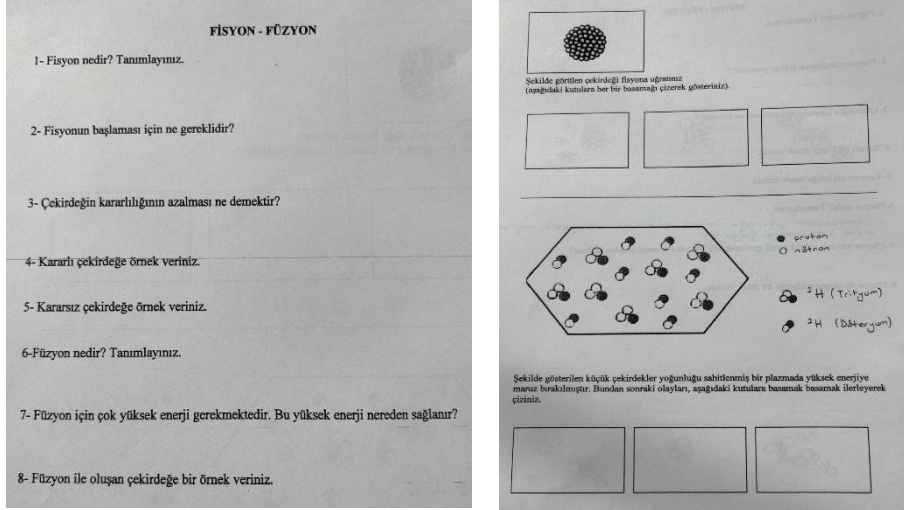 FİSYON - FÜZYON
1- Fisyon nedir? Tanımlayınız.
2- Fisyonun başlaması için ne gereklidir?
3- Çekirdeğin kararlılığının azalması ne demektir?
4- Kararlı çekirdeğe örnek veriniz.
5- Kararsız çekirdeğe örnek veriniz.
6-Füzyon nedir? Tanımlayınız.
7- Füzyon için çok yüksek enerji gerekmektedir. Bu yüksek enerji nereden sağlanır?
8- Füzyon ile oluşan çekirdeğe bir örnek veriniz.
Şekilde görülen çekirdeği fisyona uğratınız
(aşağıdaki kutulara her bir basamağı çizerek gösteriniz).
proton
nötron
³H (Trityum)
²H (Döteryum)
Şekilde gösterilen küçük çekirdekler yoğunluğu sabitlenmiş bir plazmada yüksek enerjiye
maruz bırakılmıştır. Bundan sonraki olayları, aşağıdaki kutulara basamak basamak ilerleyerek
çiziniz.